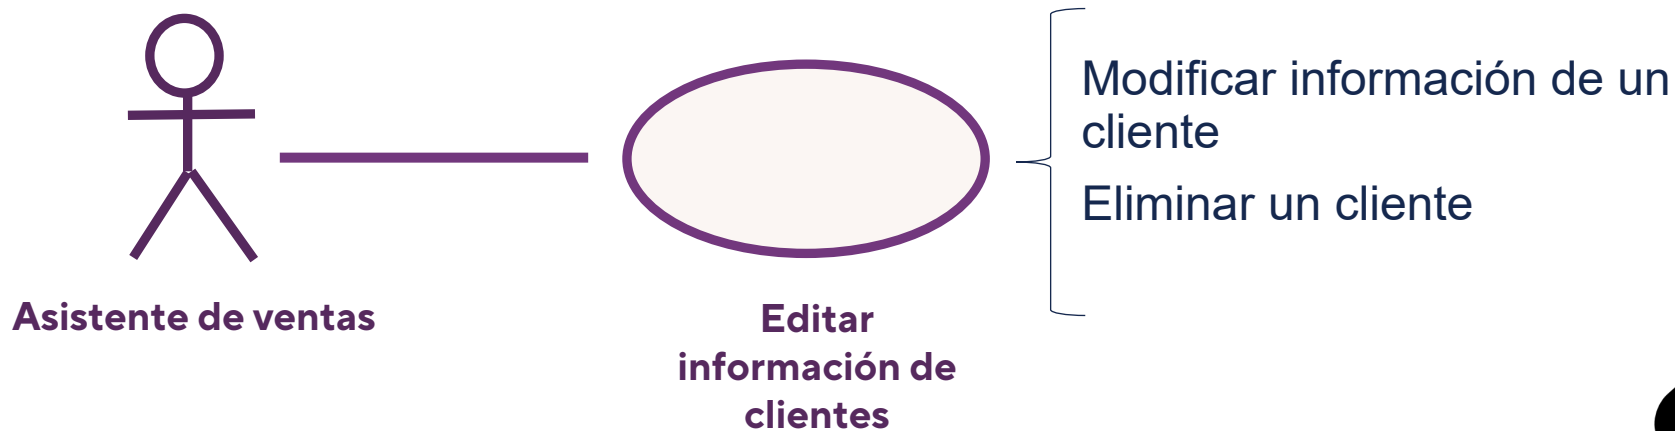 Modificar información de un
cliente
Eliminar un cliente
Asistente de ventas
Editar
información de
clientes